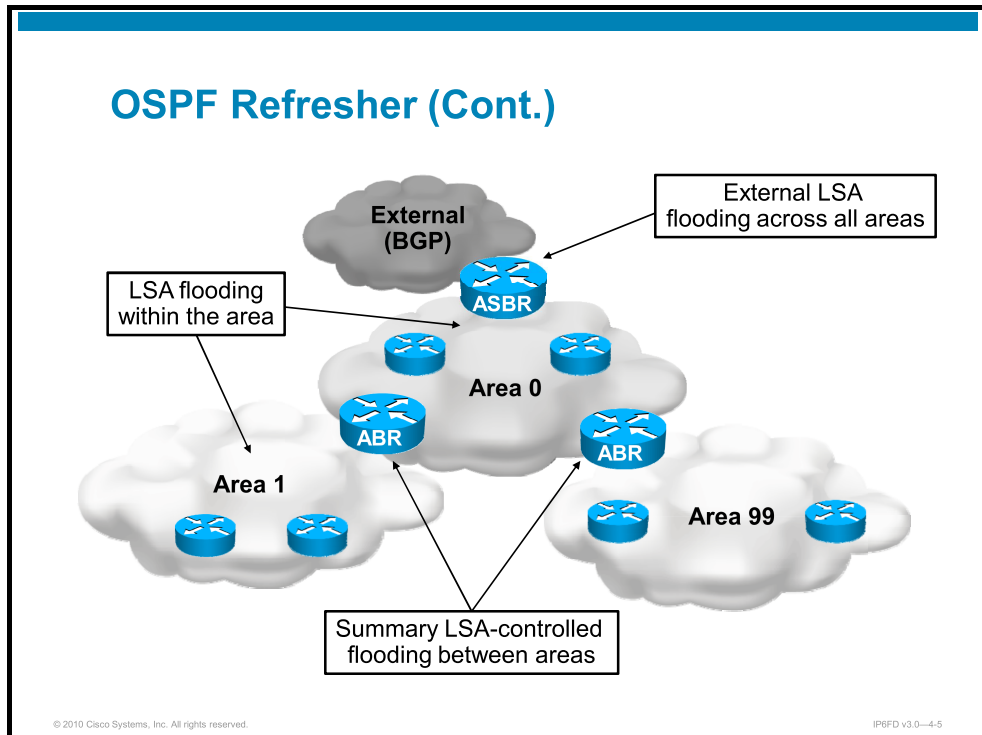 OSPF Refresher (Cont.)
External
(BGP)
External LSA
flooding across all areas
LSA flooding
within the area
ASBR
Area 0
ABR
ABR
Area 1
Area 99
Summary LSA-controlled
flooding between areas
© 2010 Cisco Systems, Inc. All rights reserved.
IP6FD v3.0—4-5